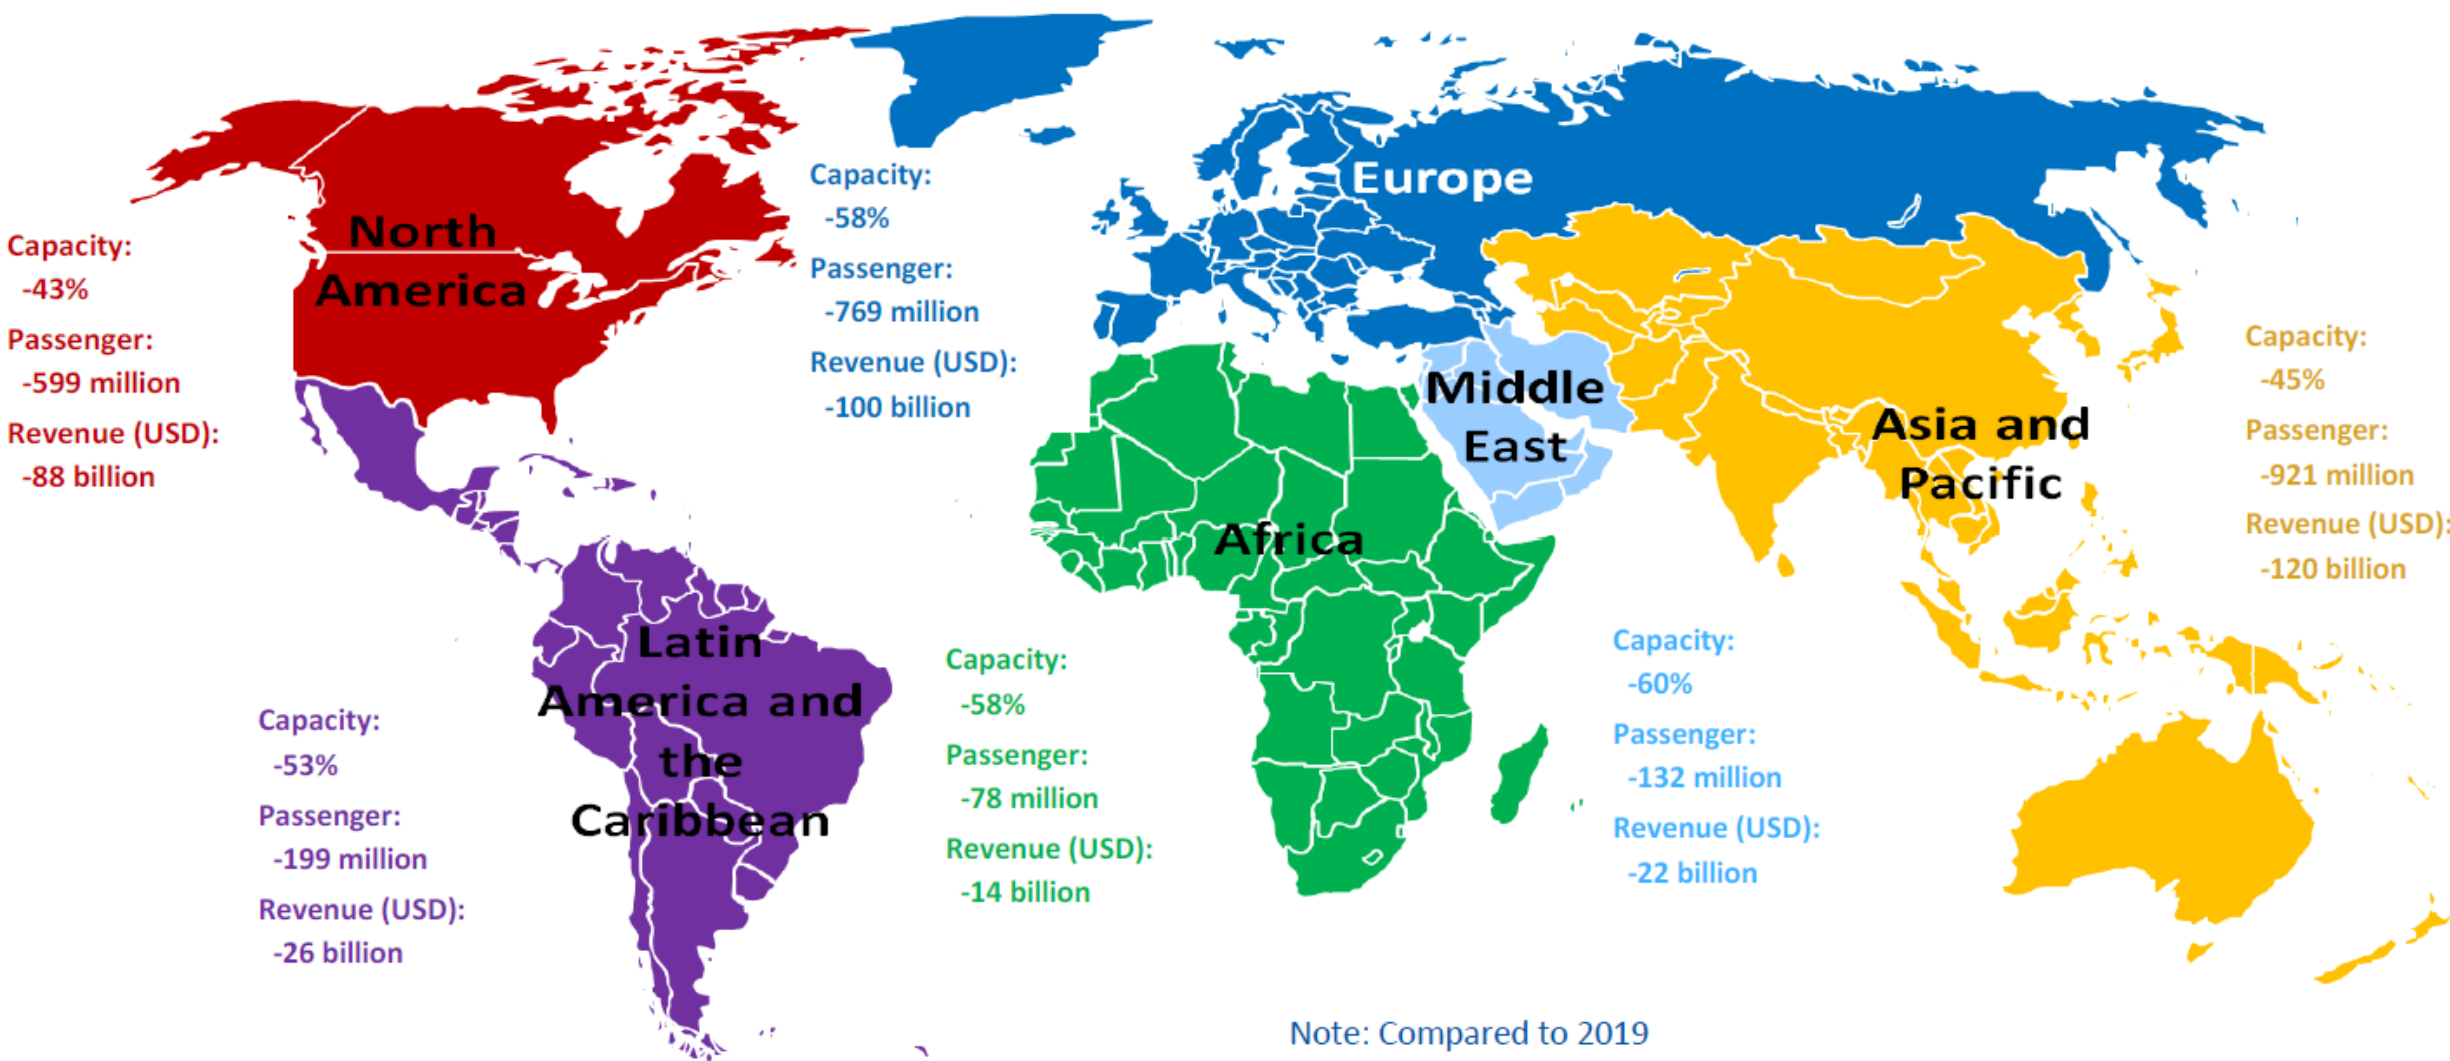 North
America
Capacity:
-43%
Passenger:
-599 million
Revenue (USD):
-88 billion
Capacity:
-58%
Passenger:
-769 million
Revenue (USD):
-100 billion
Europe
Middle
East
Asia and
Pacific
Capacity:
-45%
Passenger:
-921 million
Revenue (USD):
-120 billion
Africa
Latin
America and
the
Caribbean
Capacity:
-53%
Passenger:
-199 million
Revenue (USD):
-26 billion
Capacity:
-58%
Passenger:
-78 million
Revenue (USD):
-14 billion
Capacity:
-60%
Passenger:
-132 million
Revenue (USD):
-22 billion
Note: Compared to 2019